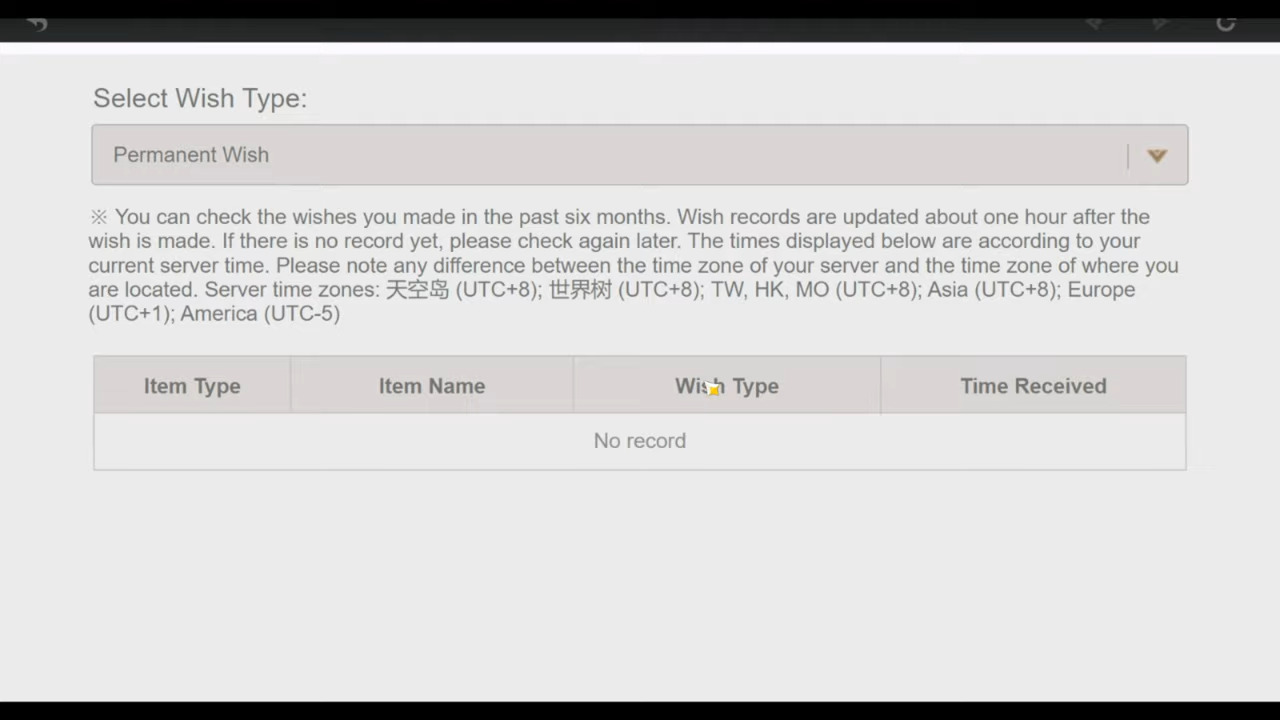 Select Wish Type:
Permanent Wish
※ You can check the wishes you made in the past six months. Wish records are updated about one hour after the
wish is made. If there is no record yet, please check again later. The times displayed below are according to your
current server time. Please note any difference between the time zone of your server and the time zone of where you
are located. Server time zones: 天空岛 (UTC+8); 世界树 (UTC+8); TW, HK, MO (UTC+8); Asia (UTC+8); Europe
(UTC+1); America (UTC-5)
Item Type Item Name Wish Type Time Received
No record